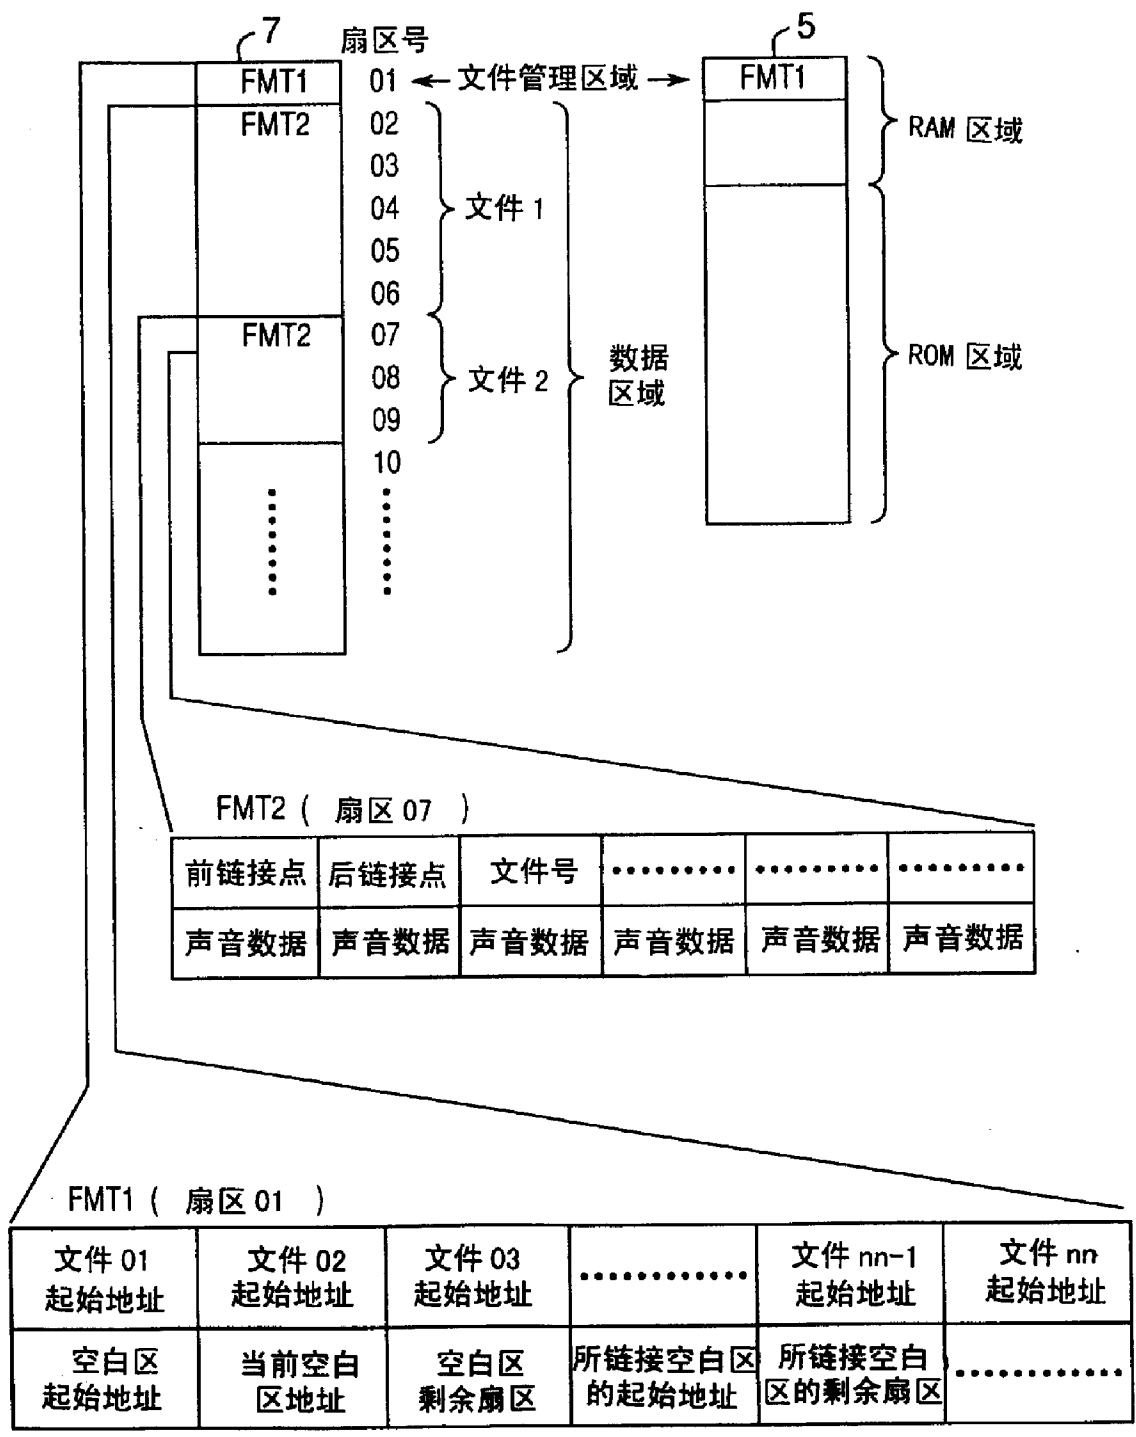 7
扇区号
5
FMT1
01
文件管理区域
FMT1
FMT2
02
RAM 区域
03
04
文件 1
05
06
FMT2
07
数据
区域
ROM 区域
08
文件 2
09
10
FMT2 ( 扇区 07 )
前链接点 后链接点 文件号 ········· ········· ·········
声音数据 声音数据 声音数据 声音数据 声音数据 声音数据
FMT1 ( 扇区 01 )
文件 01
起始地址
文件 02
起始地址
文件 03
起始地址
············
文件 nn-1
起始地址
文件 nn
起始地址
空白区
起始地址
当前空白
区地址
空白区
剩余扇区
所链接空白区
的起始地址
所链接空白
区的剩余扇区
············